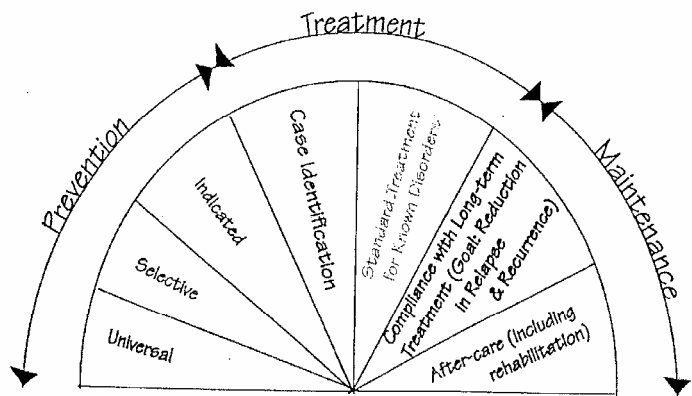 Treatment
Prevention
Maintenance
Universal
Selective
Indicated
Case Identification
Standard Treatment
for Known Disorders
Compliance with Long-term
Treatment (Goal: Reduction
in Relapse
& Recurrence)
After-care (Including
rehabilitation)